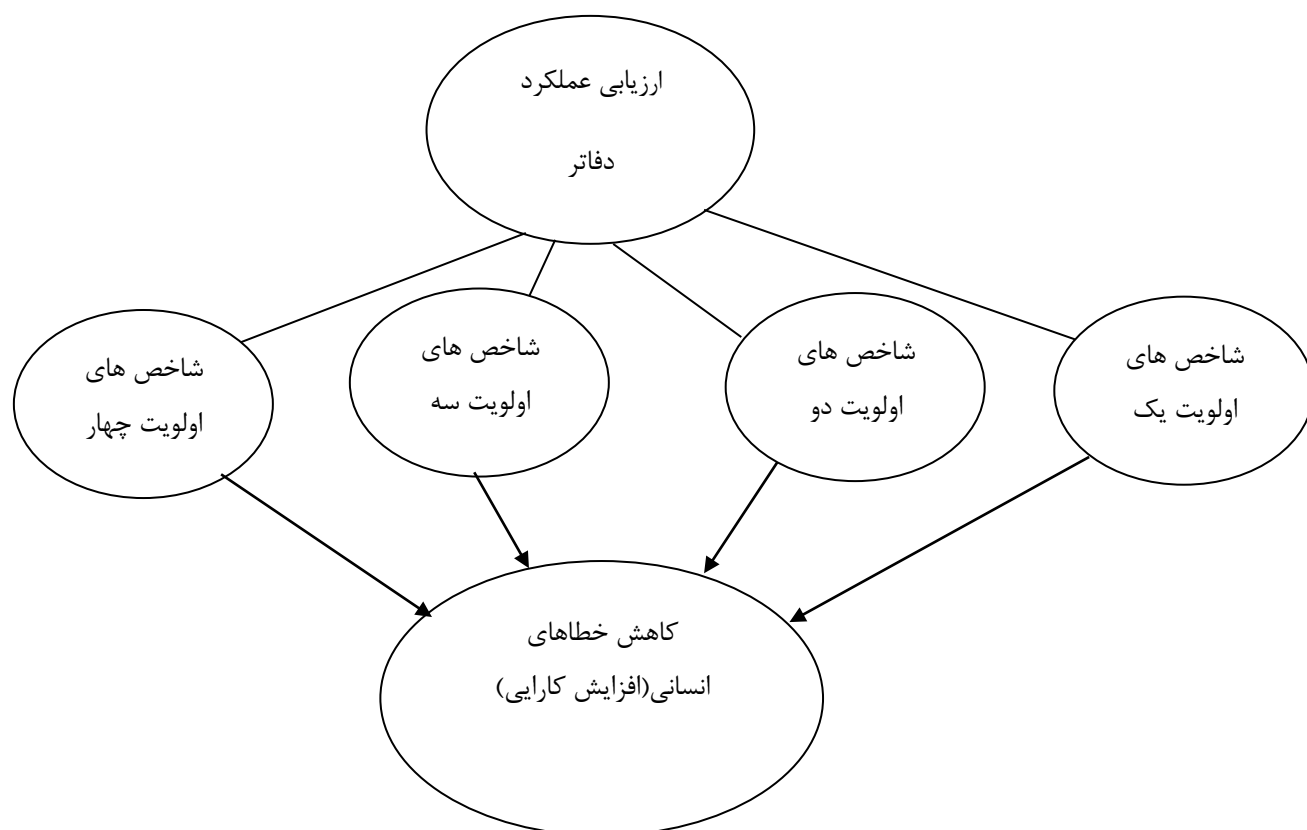 ارزیابی عملکرد
دفاتر
شاخص های
اولویت یک
شاخص های
اولویت دو
شاخص های
اولویت سه
شاخص های
اولویت چهار
کاهش خطاهای
انسانی(افزایش کارایی)